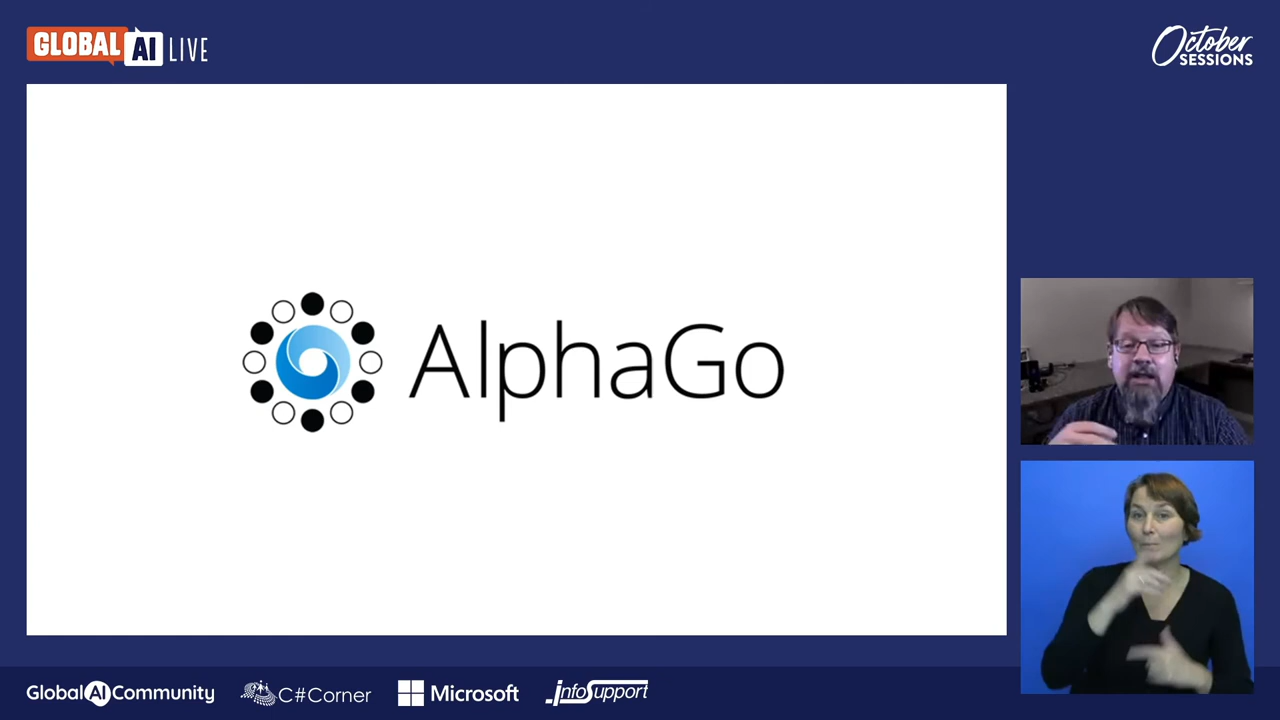 GLOBAL AI LIVE
October
SESSIONS
AlphaGo
Global AI Community
C#Corner
Microsoft
infoSupport